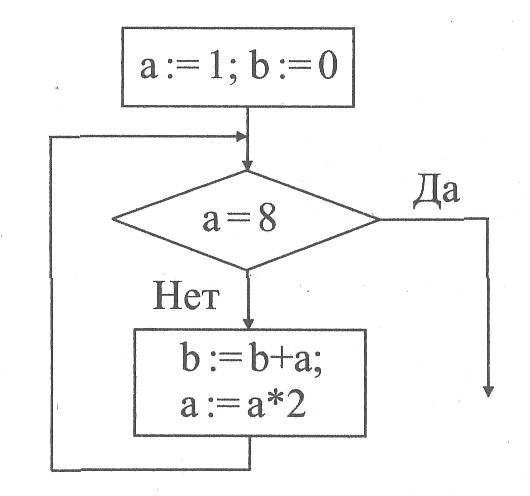 a := 1; b := 0
a = 8
Да
Нет
b := b+a;
a := a*2